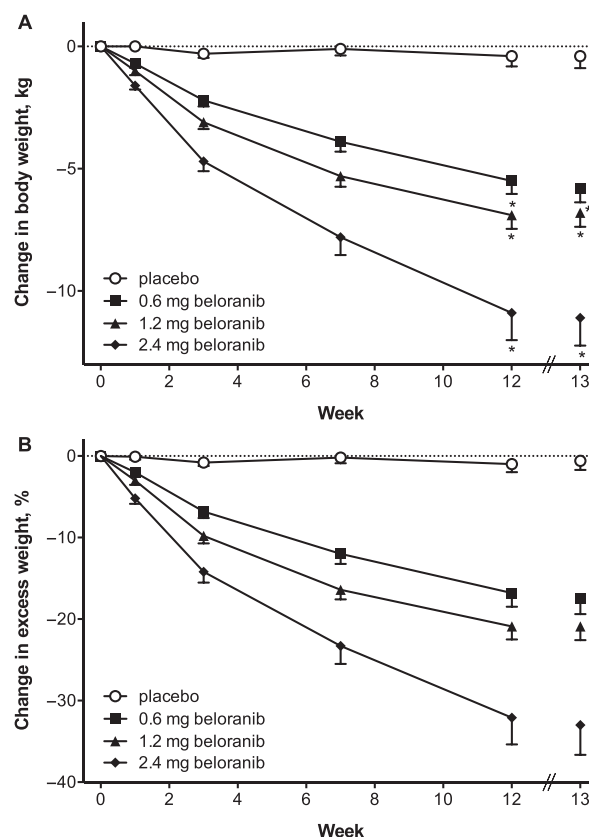 A
Change in body weight, kg
0
–5
–10
placebo
0.6 mg beloranib
1.2 mg beloranib
2.4 mg beloranib
* * * * * *
0 2 4 6 8 10 12 13
Week
B
Change in excess weight, %
0
–10
–20
–30
–40
placebo
0.6 mg beloranib
1.2 mg beloranib
2.4 mg beloranib
0 2 4 6 8 10 12 13
Week